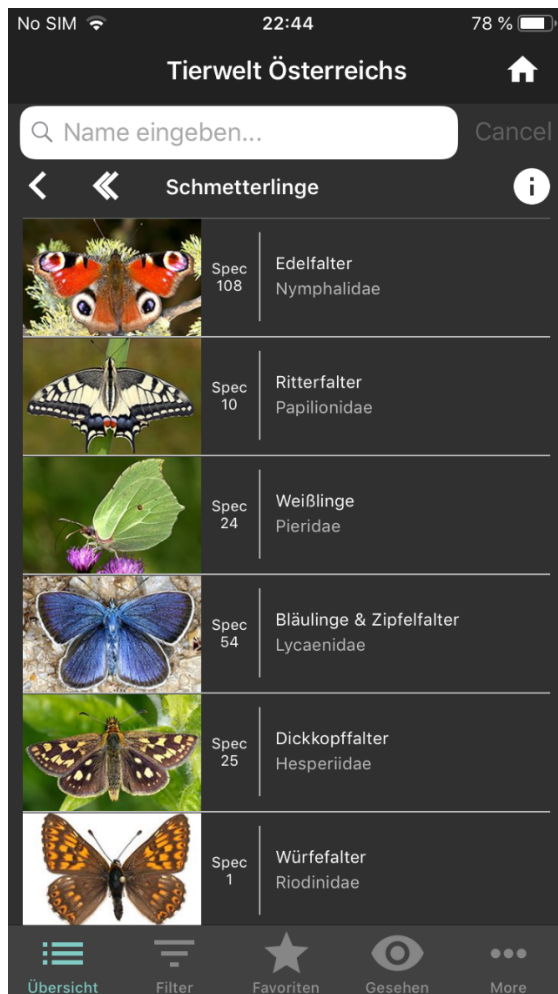 No SIM 22:44 78 %
Tierwelt Österreichs
Name eingeben... Cancel
Schmetterlinge
Spec
108
Edelfalter
Nymphalidae
Spec
10
Ritterfalter
Papilionidae
Spec
24
Weißlinge
Pieridae
Spec
54
Bläulinge & Zipfelfalter
Lycaenidae
Spec
25
Dickkopffalter
Hesperiidae
Spec
1
Würfefalter
Riodinidae
Übersicht Filter Favoriten Gesehen More